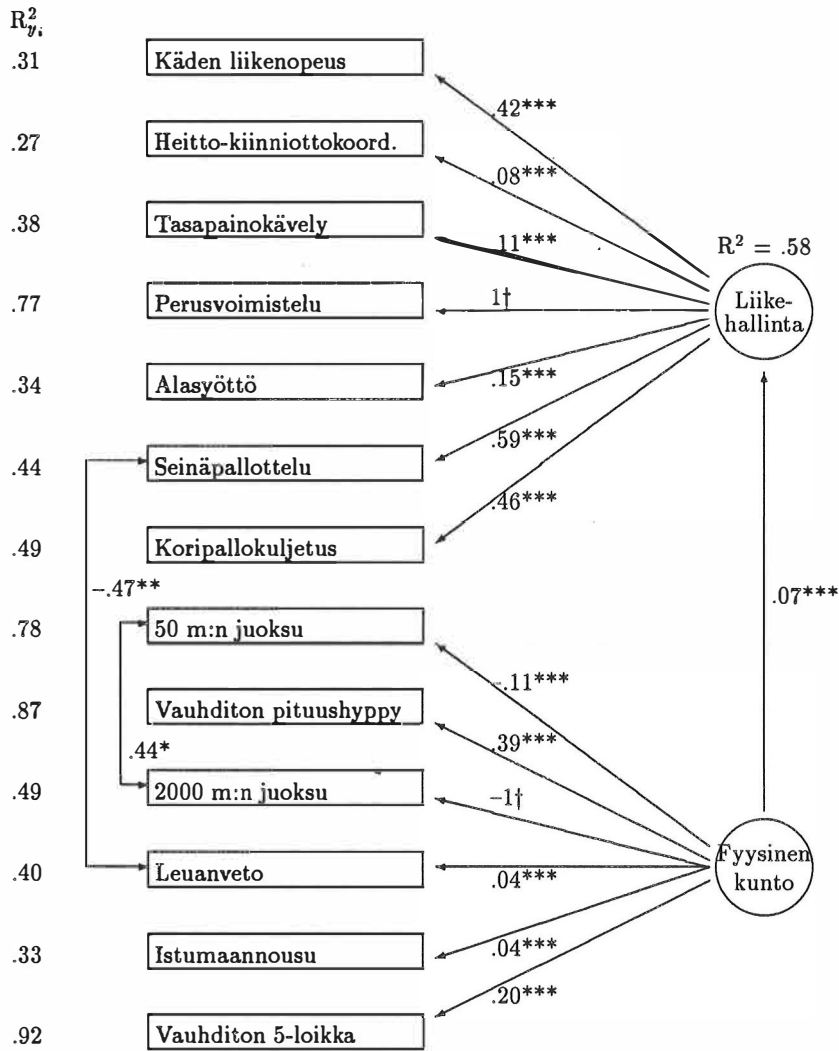 R²yᵢ
.31 Käden liikenopeus
.42***
.27 Heitto-kiinniottokoord.
.08***
.38 Tasapainokävely
.11***
R² = .58
.77 Perusvoimistelu
1†
Liike-
hallinta
.34 Alasyöttö
.15***
.44 Seinäpallottelu
.59***
.46***
.49 Koripallokuljetus
–.47**
.07***
.78 50 m:n juoksu
–.11***
.87 Vauhditon pituushyppy
.39***
.44*
.49 2000 m:n juoksu
–1†
.40 Leuanveto
.04***
Fyysinen
kunto
.33 Istumaannousu
.04***
.20***
.92 Vauhditon 5-loikka